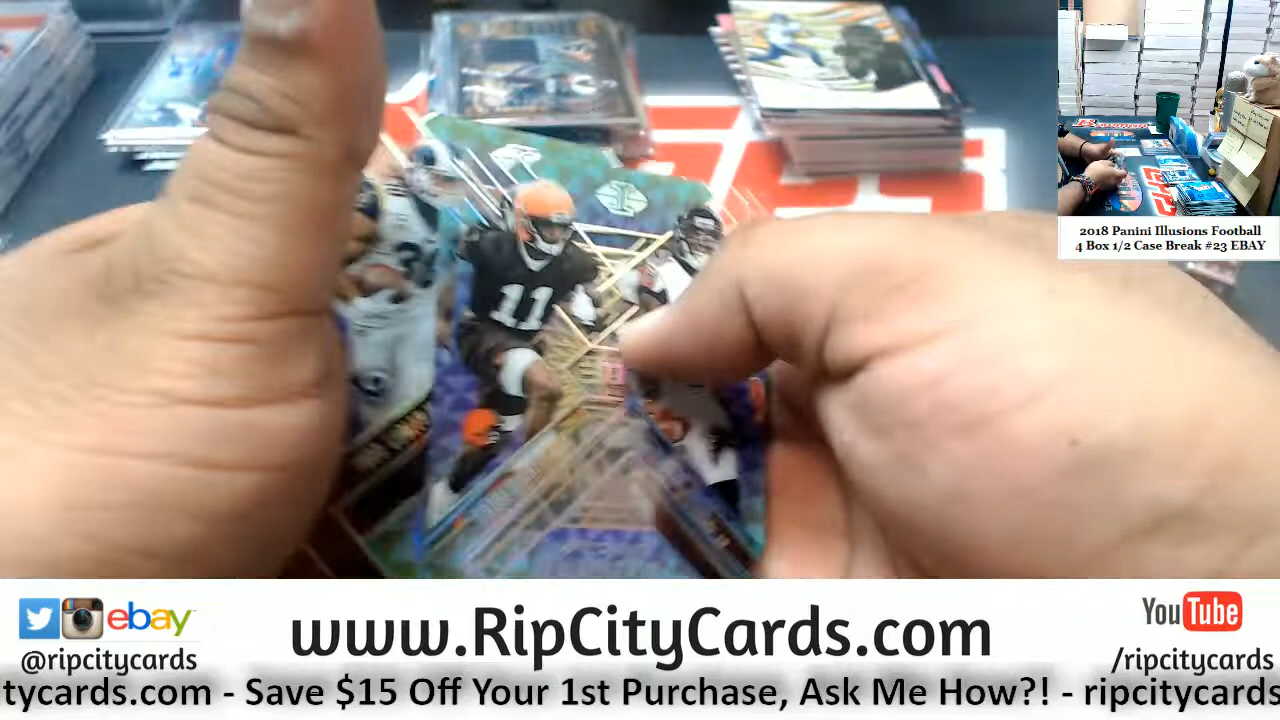 2018 Panini Illusions Football
4 Box 1/2 Case Break #23 EBAY
11
ebay
@ripcitycards
www.RipCityCards.com
YouTube
/ripcitycards
tycards.com - Save $15 Off Your 1st Purchase, Ask Me How?! - ripcitycards